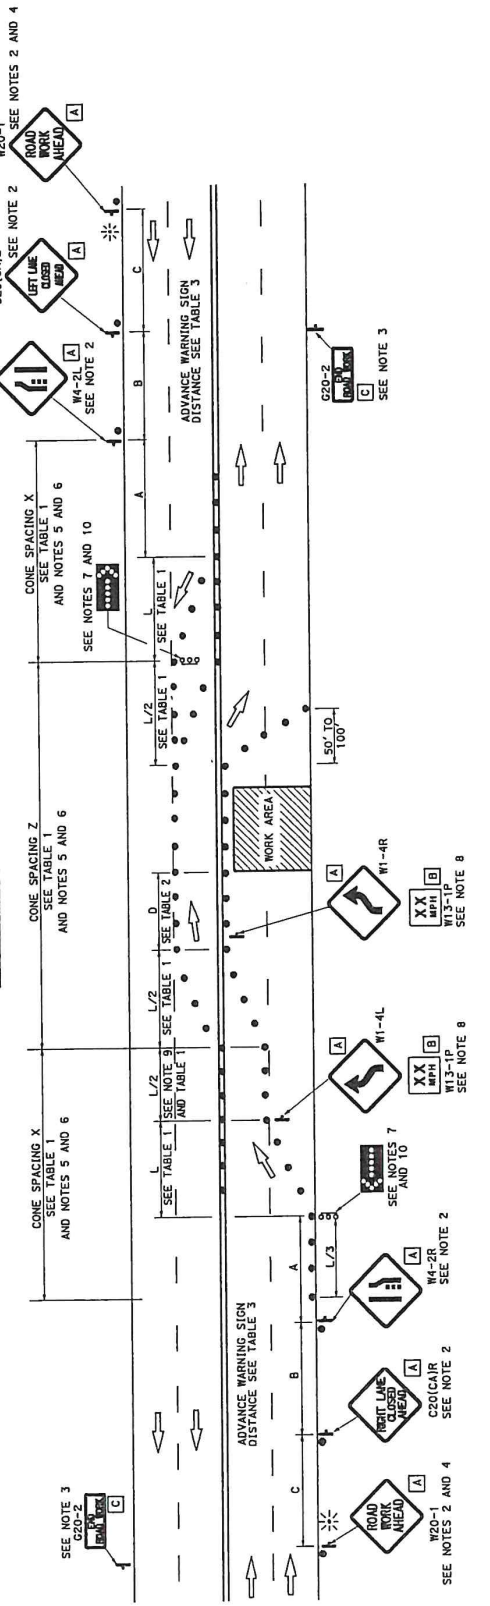 SEE NOTE 3
G20-2
END
ROAD WORK
C
CONE SPACING X
SEE TABLE 1
AND NOTES 5 AND 6
CONE SPACING Z
SEE TABLE 1
AND NOTES 5 AND 6
CONE SPACING X
SEE TABLE 1
AND NOTES 5 AND 6
SEE NOTES 7 AND 10
A
W4-2L
SEE NOTE 2
LEFT LANE
CLOSED
AHEAD
A
SEE NOTE 2
W20-1
SEE NOTES 2 AND 4
ROAD
WORK
AHEAD
A
L
SEE TABLE 1
L/2
SEE NOTE 9
AND TABLE 1
L/2
SEE TABLE 1
D
SEE TABLE 2
L/2
SEE TABLE 1
L
SEE TABLE 1
A
B
C
ADVANCE WARNING SIGN
DISTANCE SEE TABLE 3
ADVANCE WARNING SIGN
DISTANCE SEE TABLE 3
WORK AREA
50' TO
100'
C
B
A
L/3
ROAD
WORK
AHEAD
A
W20-1
SEE NOTES 2 AND 4
RIGHT LANE
CLOSED
AHEAD
A
C20(CA)R
SEE NOTE 2
A
W4-2R
SEE NOTE 2
SEE NOTES 7
AND 10
A
W1-4L
XX
MPH
B
W13-1P
SEE NOTE 8
A
W1-4R
XX
MPH
B
W13-1P
SEE NOTE 8
G20-2
END
ROAD WORK
C
SEE NOTE 3